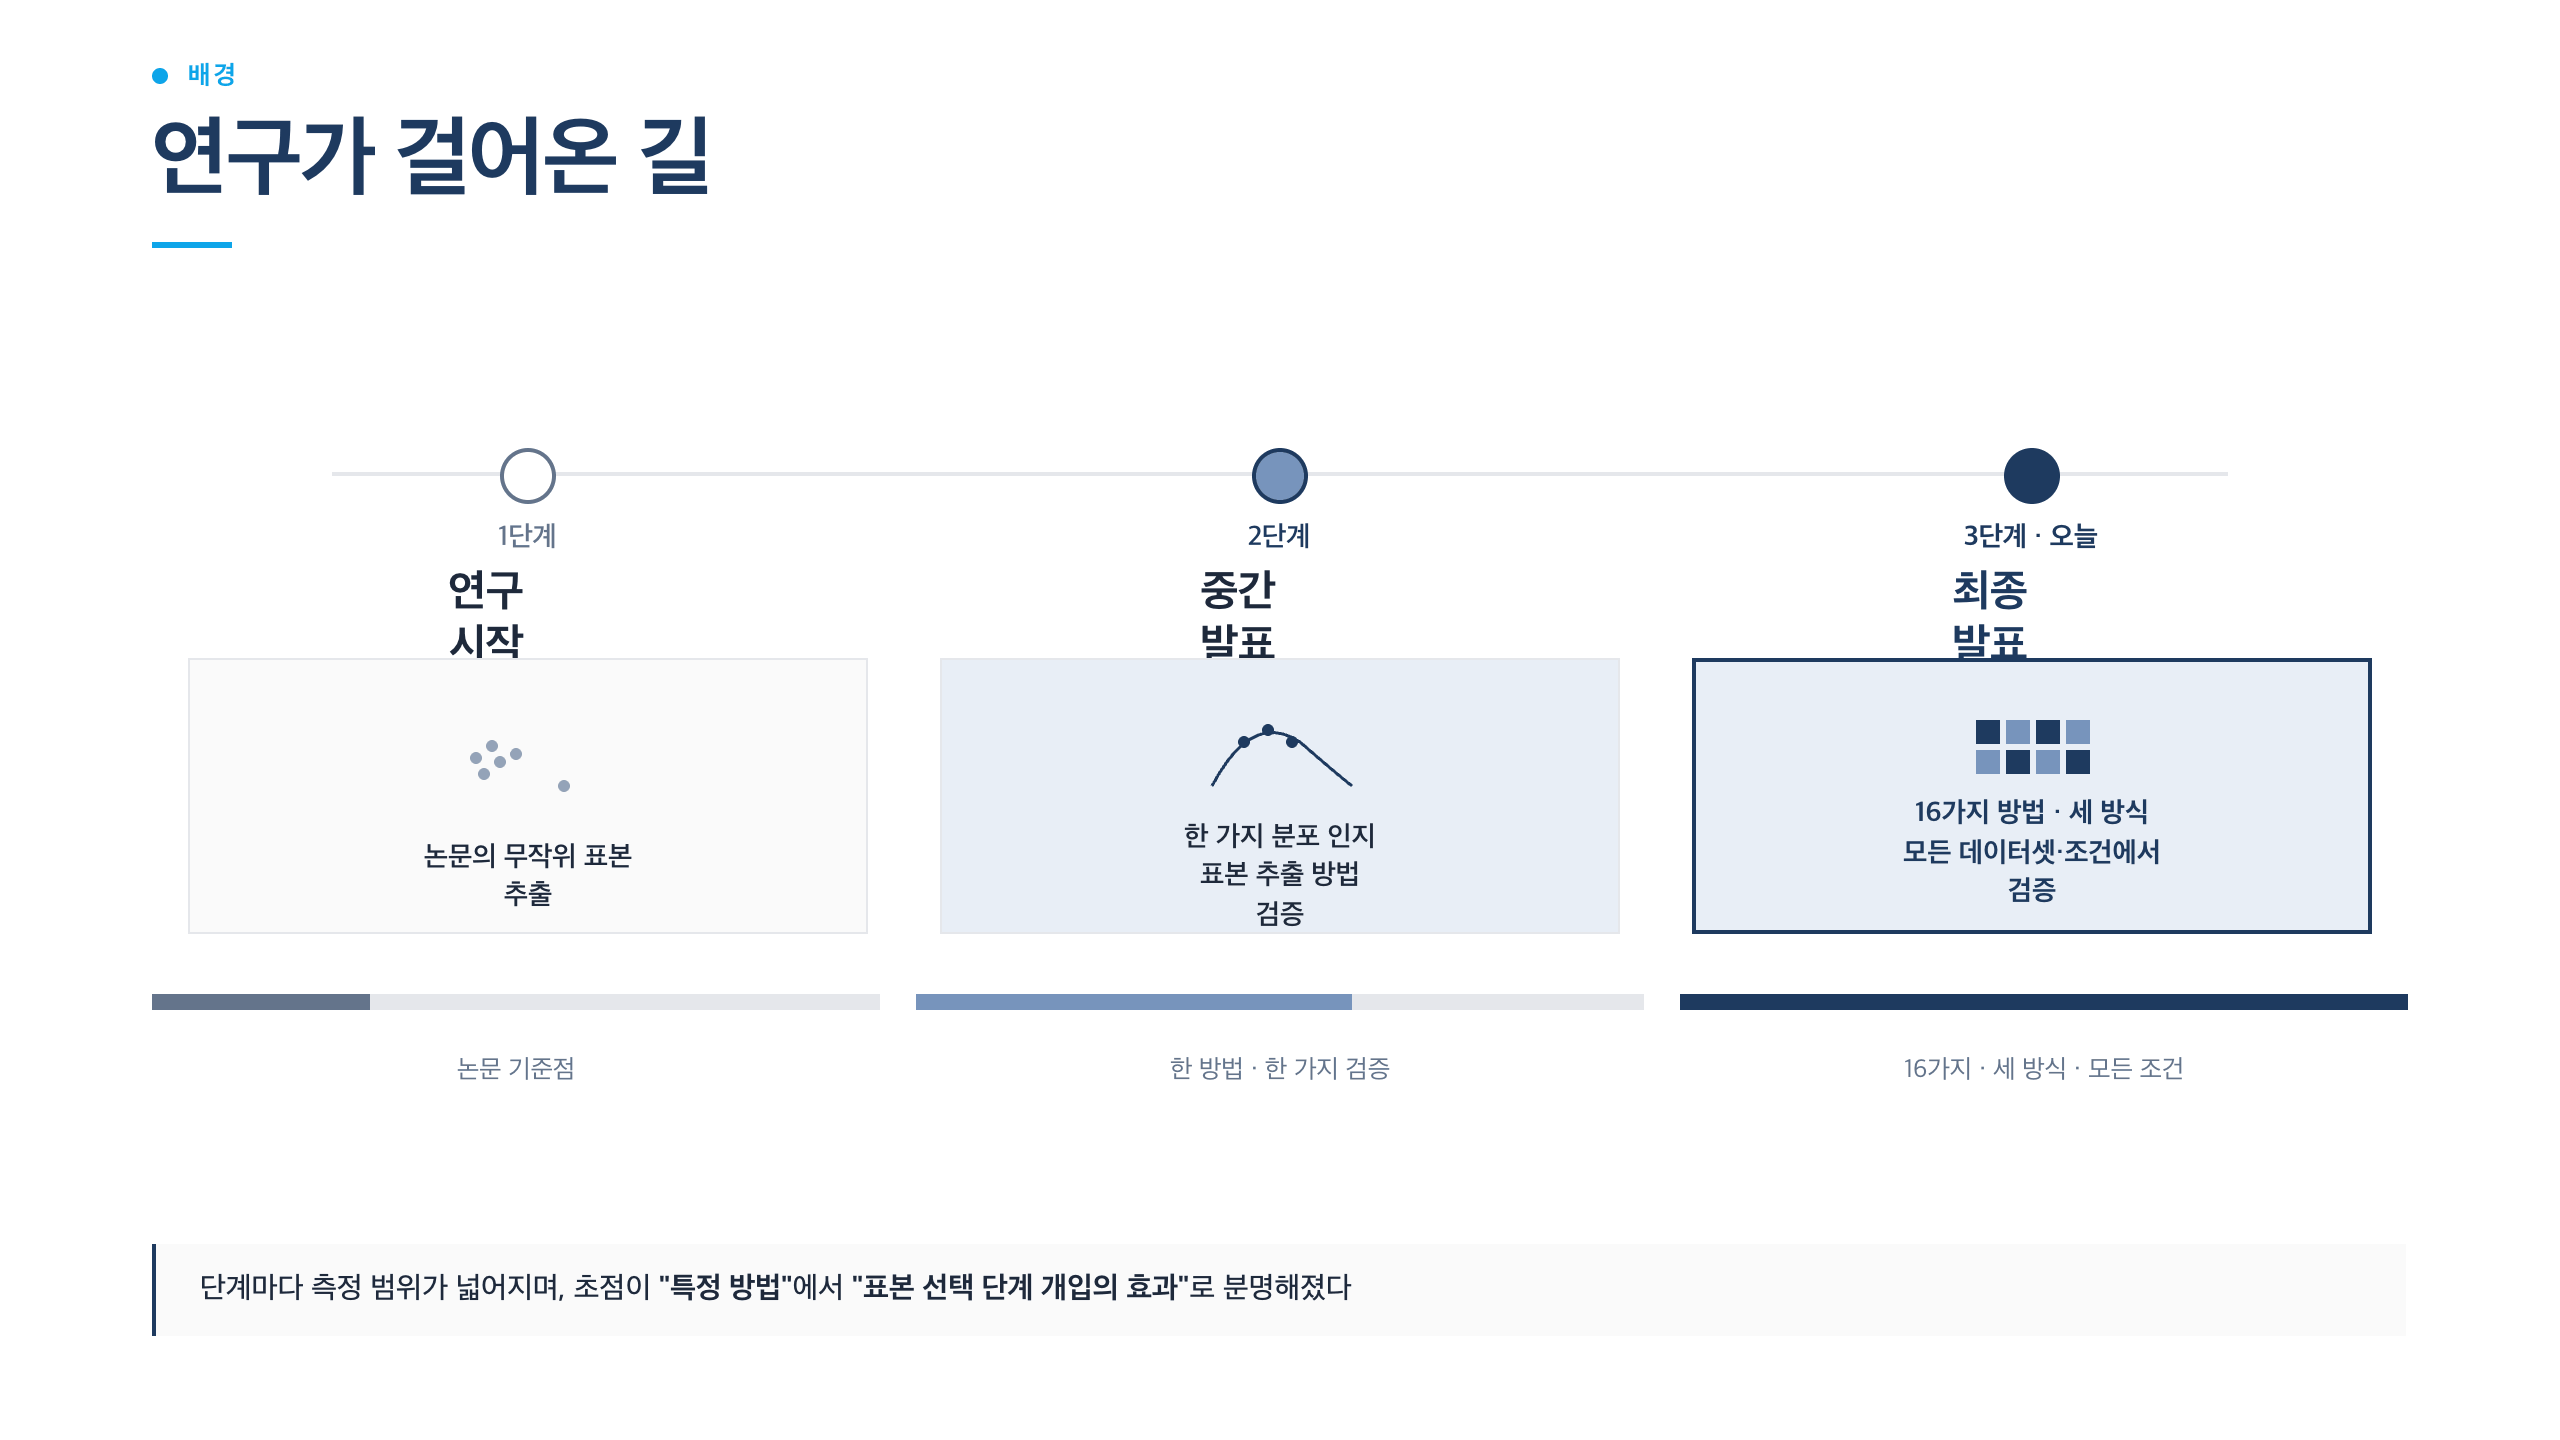 배경
연구가 걸어온 길
1단계
연구
시작
논문의 무작위 표본
추출
논문 기준점
2단계
중간
발표
한 가지 분포 인지
표본 추출 방법
검증
한 방법 · 한 가지 검증
3단계 · 오늘
최종
발표
16가지 방법 · 세 방식
모든 데이터셋·조건에서
검증
16가지 · 세 방식 · 모든 조건
단계마다 측정 범위가 넓어지며, 초점이 "특정 방법"에서 "표본 선택 단계 개입의 효과"로 분명해졌다